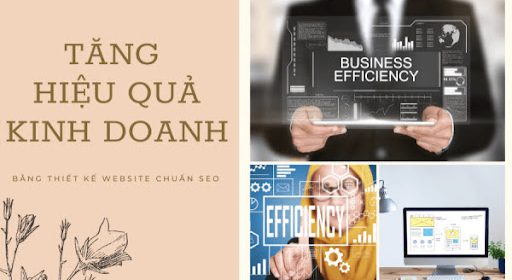 TĂNG
HIỆU QUẢ
KINH DOANH
BẰNG THIẾT KẾ WEBSITE CHUẨN SEO
BUSINESS
EFFICIENCY
EFFICIENCY